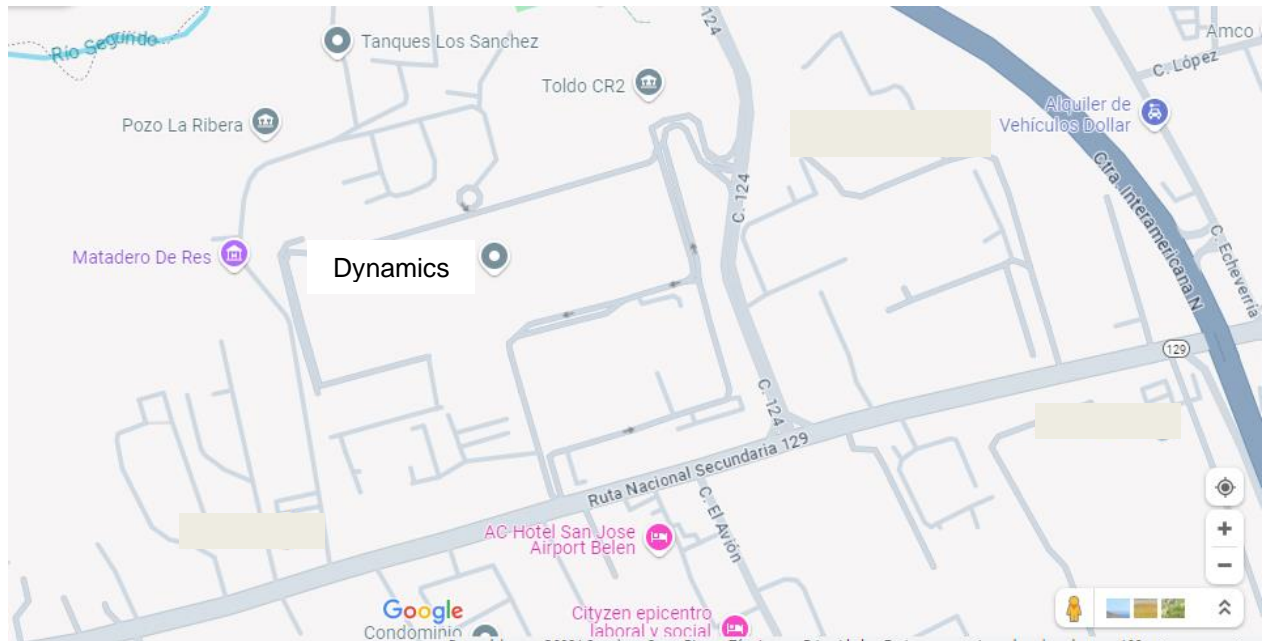 Río Segundo
Tanques Los Sanchez
124
Amco
C. López
Toldo CR2
Alquiler de
Vehículos Dollar
Pozo La Ribera
C. 124
Ctra. Interamericana N
C. Echeverría
Matadero De Res
Dynamics
129
C. 124
Ruta Nacional Secundaria 129
C. El Avión
AC Hotel San Jose
Airport Belen
Google
Condominio
Cityzen epicentro
laboral y social